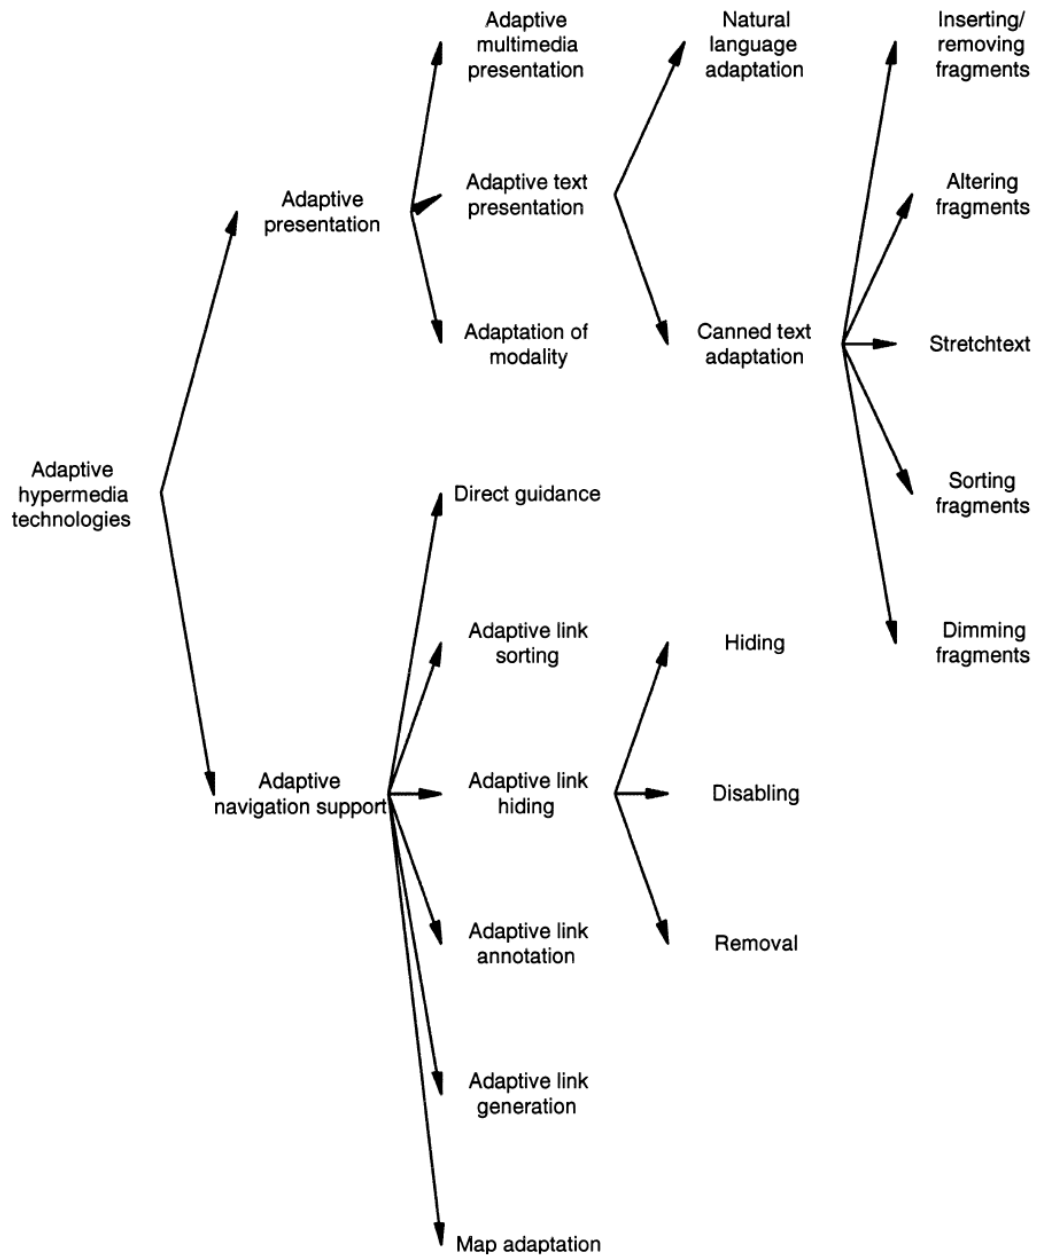 Adaptive
multimedia
presentation
Natural
language
adaptation
Inserting/
removing
fragments
Adaptive
presentation
Adaptive text
presentation
Altering
fragments
Adaptation of
modality
Canned text
adaptation
Stretchtext
Adaptive
hypermedia
technologies
Direct guidance
Sorting
fragments
Adaptive link
sorting
Hiding
Dimming
fragments
Adaptive
navigation support
Adaptive link
hiding
Disabling
Adaptive link
annotation
Removal
Adaptive link
generation
Map adaptation